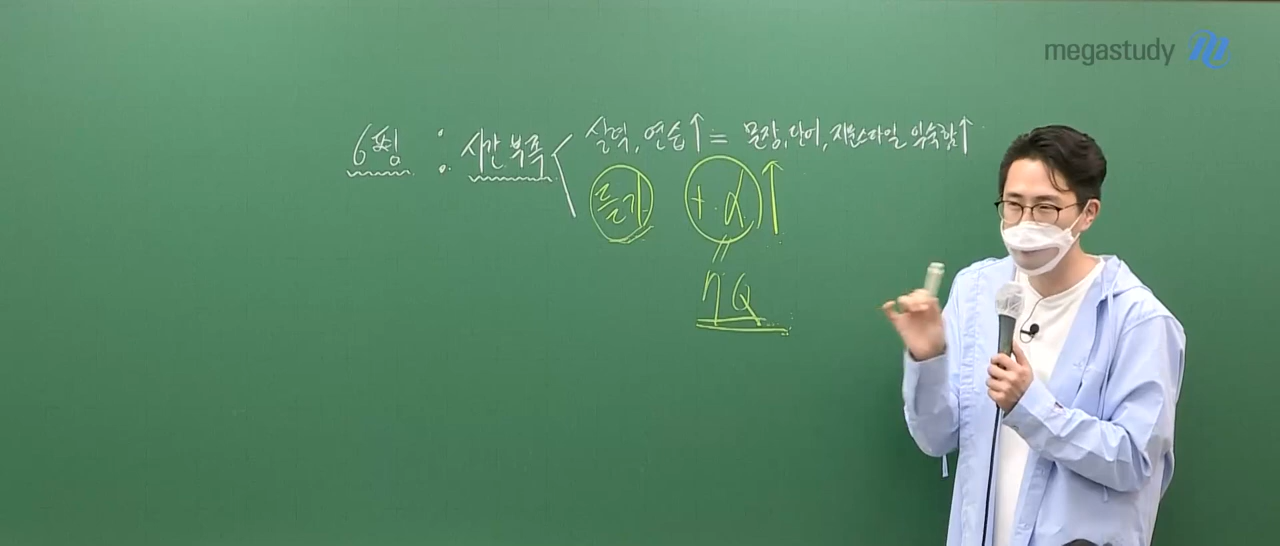 megastudy
6평 : 시간 부족 < 실력, 연습↑ = 문장, 단어, 지문스타일 익숙함↑
듣기 + α ↑
"
ηQ